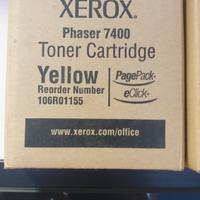 XEROX.
Phaser 7400
Toner Cartridge
Yellow
Reorder Number
106R01155
PagePack•
eClick•
www.xerox.com/office